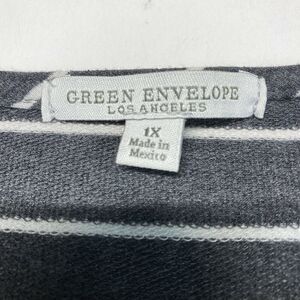 GREEN ENVELOPE
LOS ANGELES
1X
Made in
Mexico